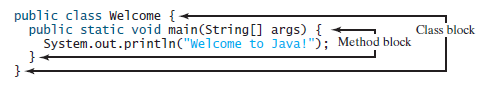 public class Welcome {
public static void main(String[] args) { Class block
System.out.println("Welcome to Java!"); Method block
}
}